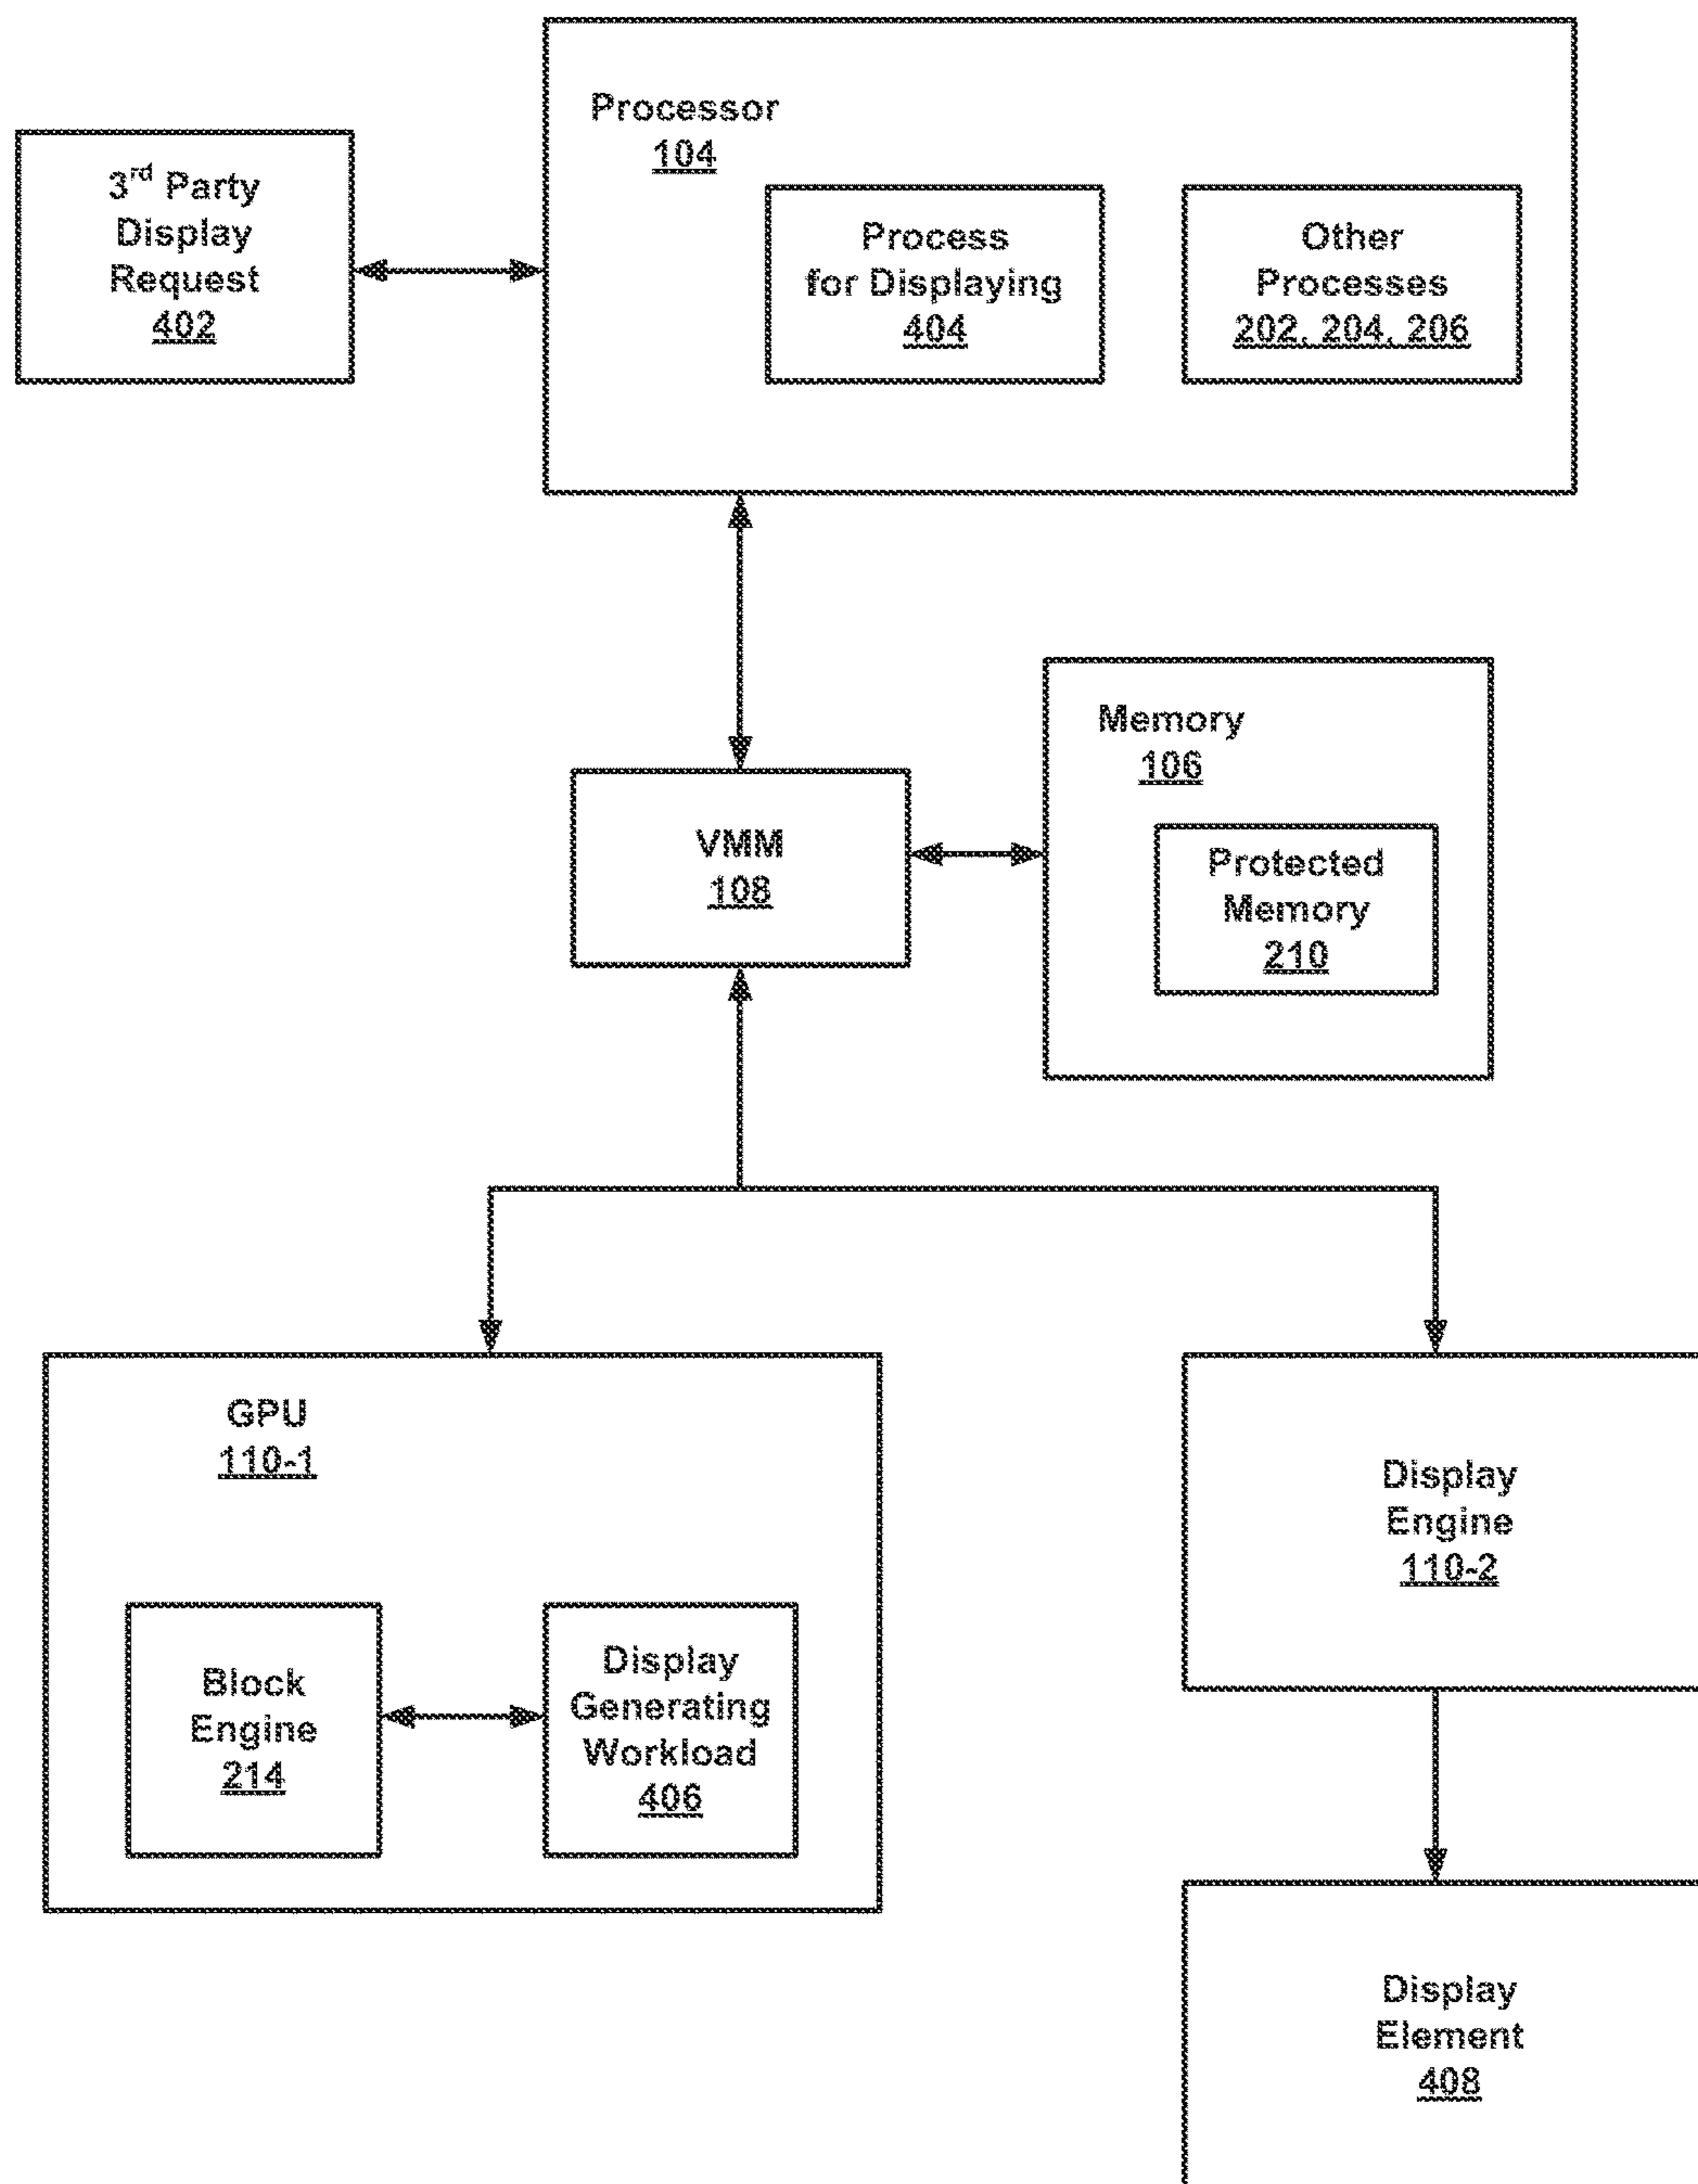 Processor
104
3rd Party
Display
Request
402
Process
for Displaying
404
Other
Processes
202, 204, 206
VMM
108
Memory
106
Protected
Memory
210
GPU
110-1
Block
Engine
214
Display
Generating
Workload
406
Display
Engine
110-2
Display
Element
408